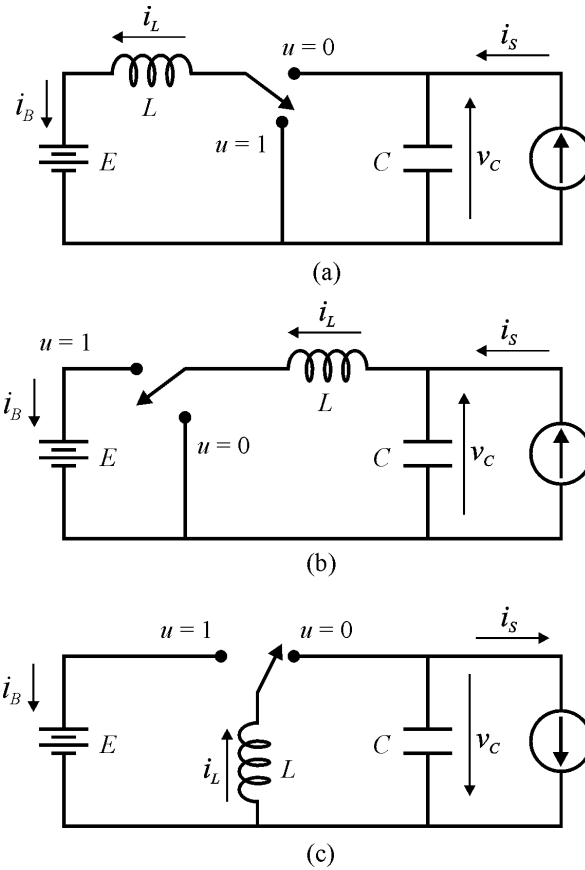 i_L
u = 0
i_S
i_B
L
E
u = 1
C
v_C
(a)
i_L
u = 1
i_S
i_B
L
E
u = 0
C
v_C
(b)
u = 1
u = 0
i_S
i_B
E
i_L
L
C
v_C
(c)